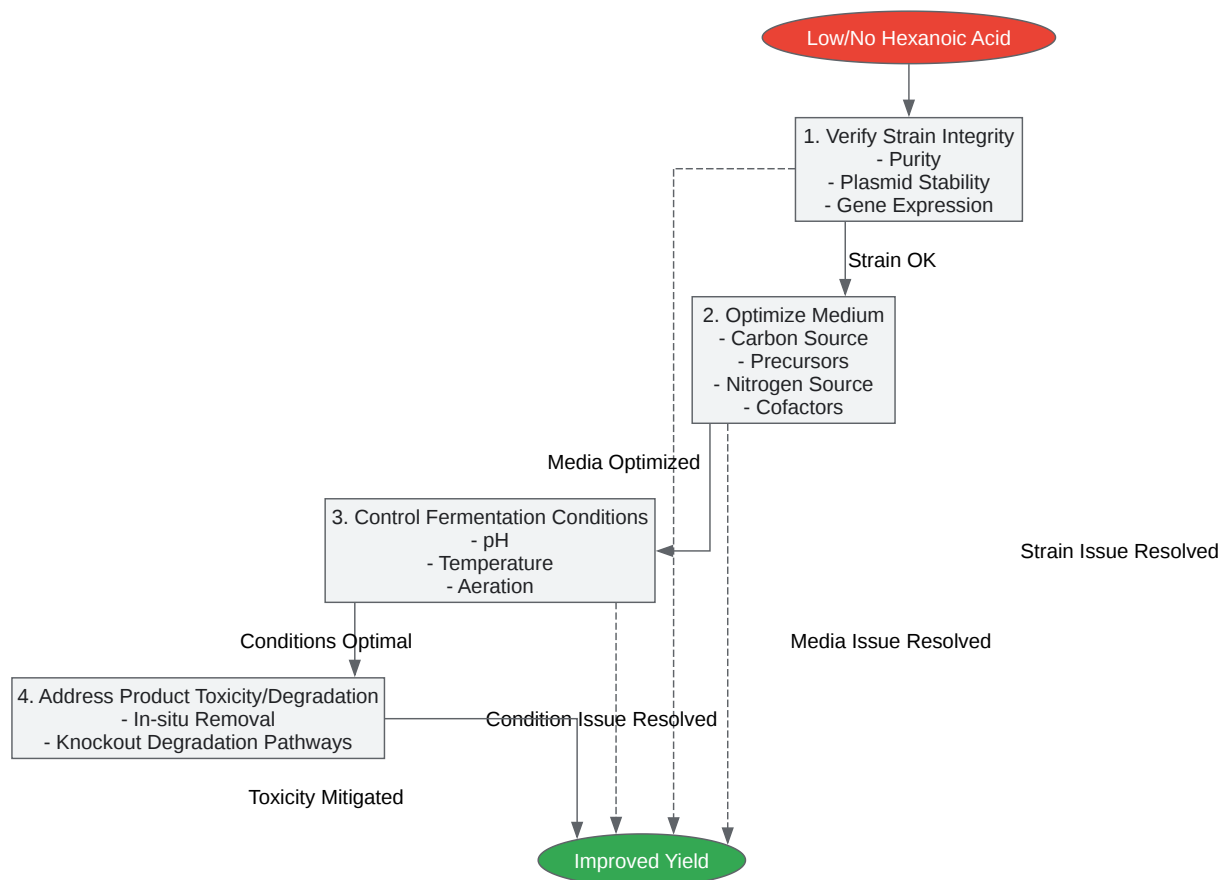 Low/No Hexanoic Acid
1. Verify Strain Integrity
- Purity
- Plasmid Stability
- Gene Expression
Strain OK
2. Optimize Medium
- Carbon Source
- Precursors
- Nitrogen Source
- Cofactors
Media Optimized
3. Control Fermentation Conditions
- pH
- Temperature
- Aeration
Strain Issue Resolved
Conditions Optimal
Media Issue Resolved
4. Address Product Toxicity/Degradation
- In-situ Removal
- Knockout Degradation Pathways
Condition Issue Resolved
Toxicity Mitigated
Improved Yield